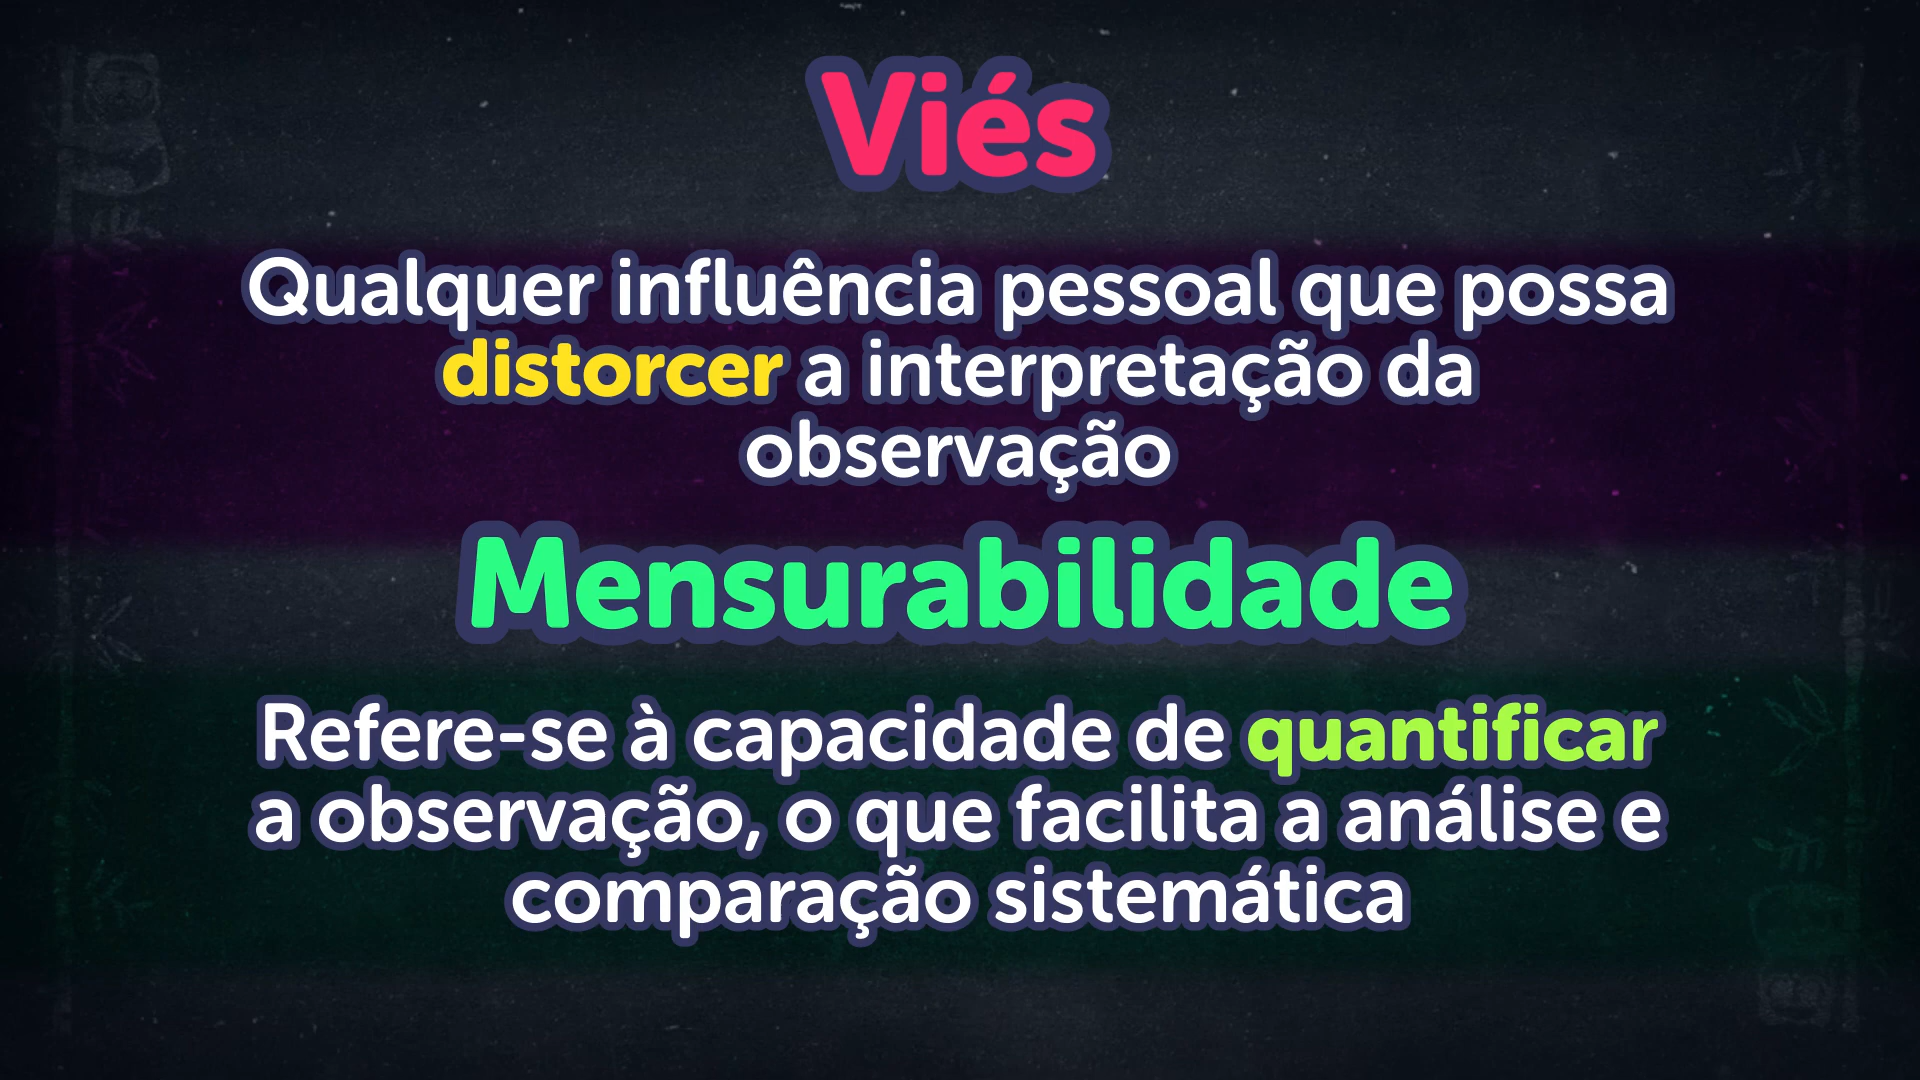 Viés
Qualquer influência pessoal que possa
distorcer a interpretação da
observação
Mensurabilidade
Refere-se à capacidade de quantificar
a observação, o que facilita a análise e
comparação sistemática